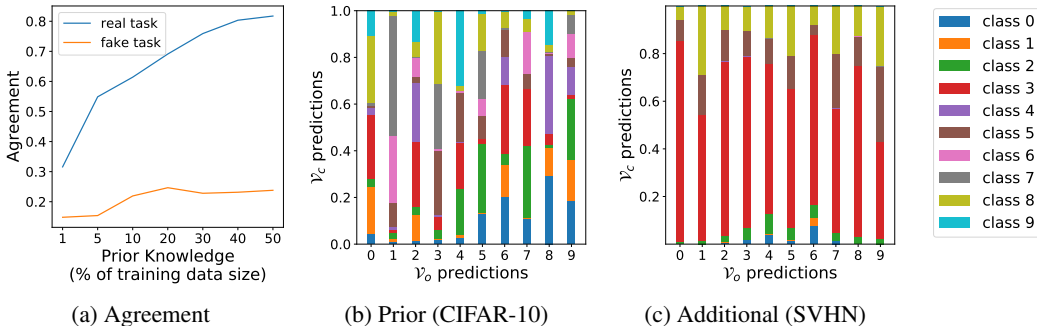 real task
fake task
Agreement
0.8
0.7
0.6
0.5
0.4
0.3
0.2
1 5 10 20 30 40 50
Prior Knowledge
(% of training data size)
(a) Agreement
𝒱c predictions
1.0
0.8
0.6
0.4
0.2
0.0
0 1 2 3 4 5 6 7 8 9
𝒱o predictions
(b) Prior (CIFAR-10)
𝒱c predictions
0.8
0.6
0.4
0.2
0 1 2 3 4 5 6 7 8 9
𝒱o predictions
(c) Additional (SVHN)
class 0
class 1
class 2
class 3
class 4
class 5
class 6
class 7
class 8
class 9